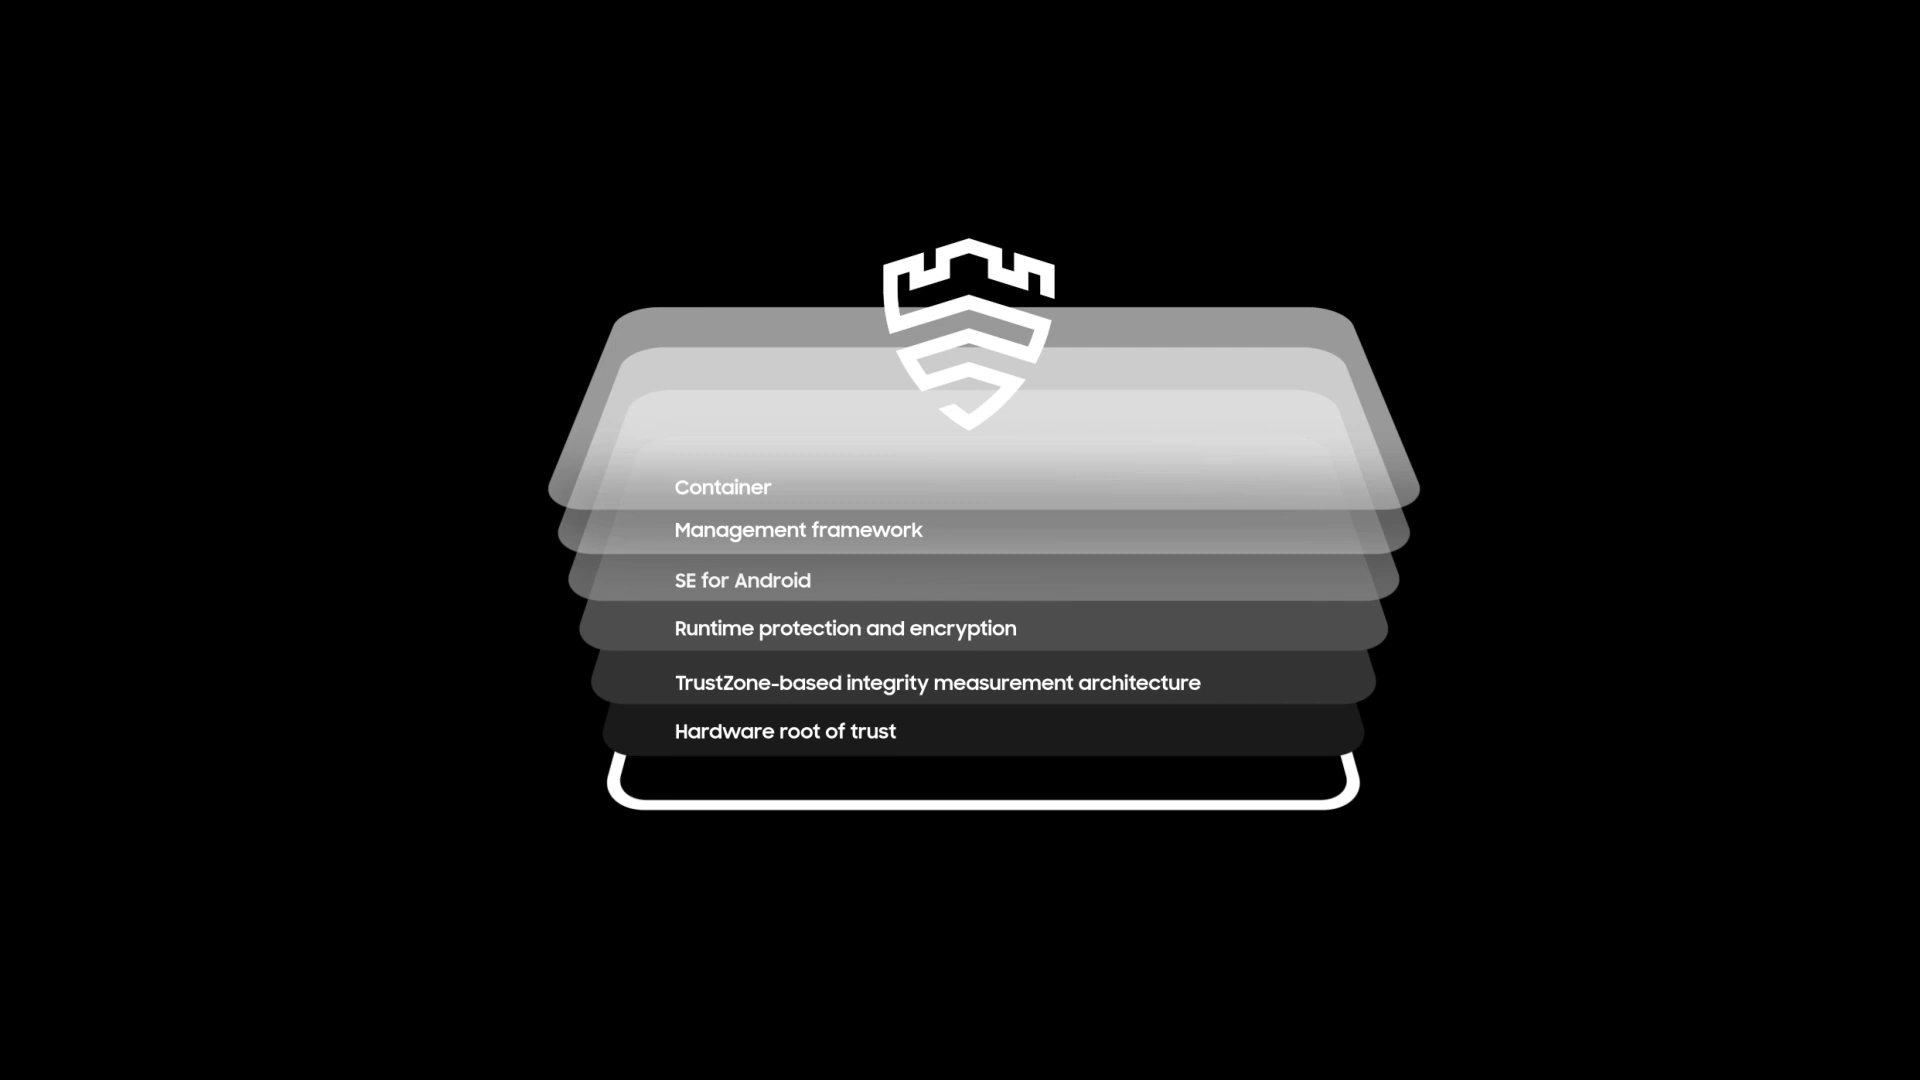 Container
Management framework
SE for Android
Runtime protection and encryption
TrustZone-based integrity measurement architecture
Hardware root of trust